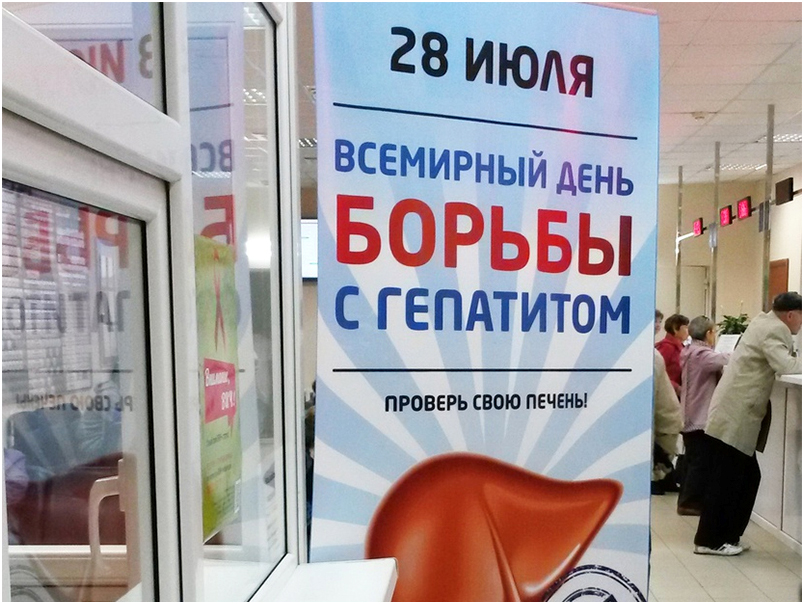 28 ИЮЛЯ
ВСЕМИРНЫЙ ДЕНЬ
БОРЬБЫ
С ГЕПАТИТОМ
ПРОВЕРЬ СВОЮ ПЕЧЕНЬ!